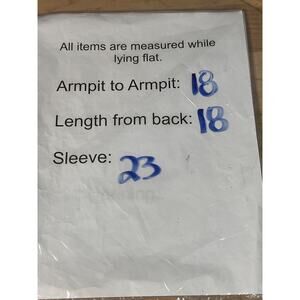 All items are measured while
lying flat.
Armpit to Armpit: 18
Length from back: 18
Sleeve: 23